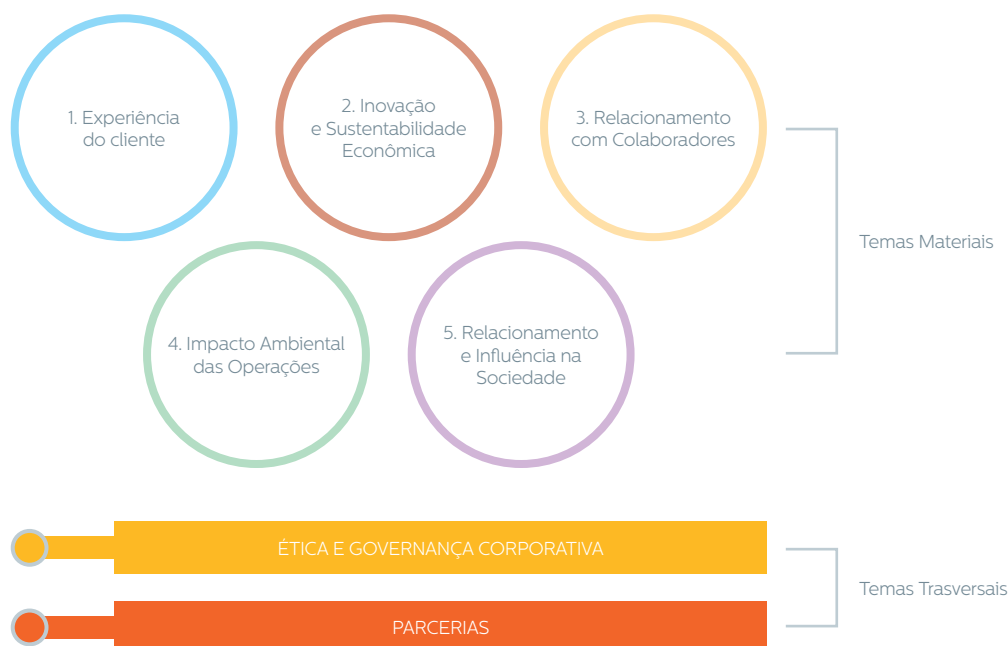 1. Experiência
do cliente
2. Inovação
e Sustentabilidade
Econômica
3. Relacionamento
com Colaboradores
Temas Materiais
4. Impacto Ambiental
das Operações
5. Relacionamento
e Influência na
Sociedade
ÉTICA E GOVERNANÇA CORPORATIVA
Temas Trasversais
PARCERIAS